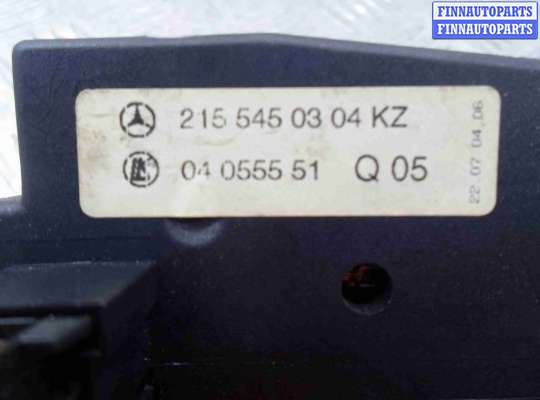 FINNAUTOPARTS
FINNAUTOPARTS
215 545 03 04 KZ
04 0555 51 Q 05
22 07 04,06